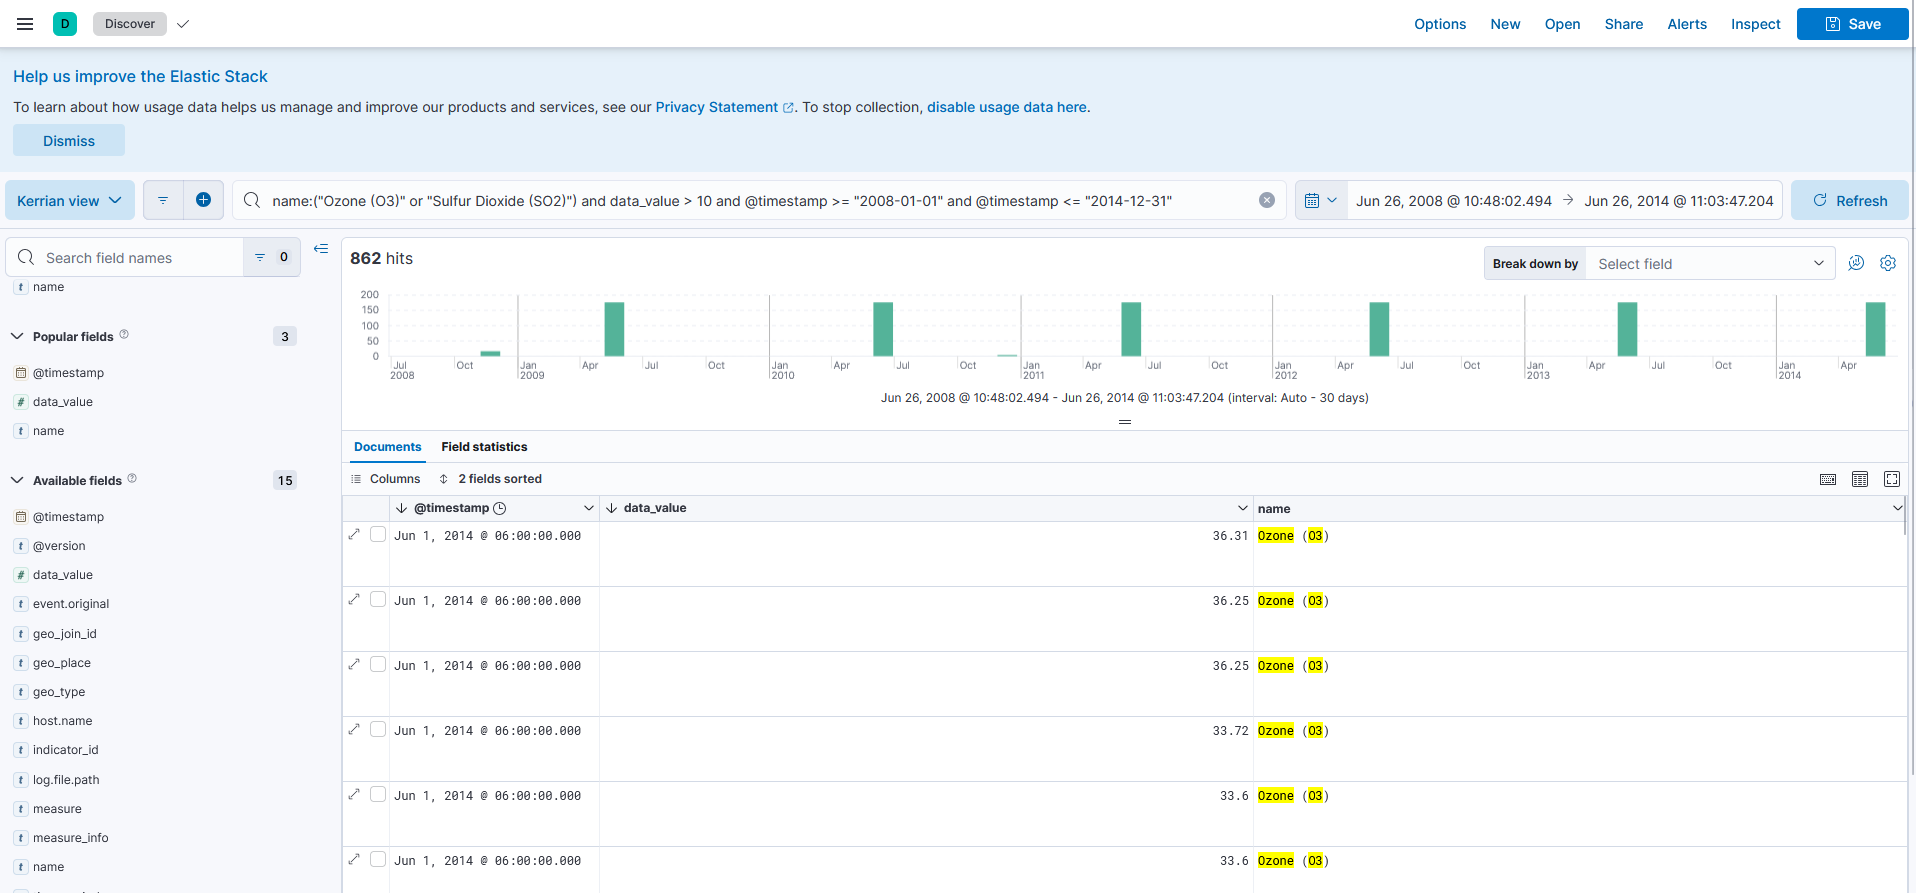 D Discover Options New Open Share Alerts Inspect Save
Help us improve the Elastic Stack
To learn about how usage data helps us manage and improve our products and services, see our Privacy Statement. To stop collection, disable usage data here.
Dismiss
Kerrian view name:("Ozone (O3)" or "Sulfur Dioxide (SO2)") and data_value > 10 and @timestamp >= "2008-01-01" and @timestamp <= "2014-12-31" Jun 26, 2008 @ 10:48:02.494 → Jun 26, 2014 @ 11:03:47.204 Refresh
Search field names 0
t name
Popular fields 3
@timestamp
# data_value
t name
Available fields 15
@timestamp
t @version
# data_value
t event.original
t geo_join_id
t geo_place
t geo_type
t host.name
t indicator_id
t log.file.path
t measure
t measure_info
t name
862 hits
Break down by Select field
200
150
100
50
0
Jul Oct Jan Apr Jul Oct Jan Apr Jul Oct Jan Apr Jul Oct Jan Apr Jul Oct Jan Apr Jul Oct Jan Apr
2008 2009 2010 2011 2012 2013 2014
Jun 26, 2008 @ 10:48:02.494 - Jun 26, 2014 @ 11:03:47.204 (interval: Auto - 30 days)
Documents Field statistics
Columns 2 fields sorted
@timestamp data_value name
Jun 1, 2014 @ 06:00:00.000 36.31 Ozone (O3)
Jun 1, 2014 @ 06:00:00.000 36.25 Ozone (O3)
Jun 1, 2014 @ 06:00:00.000 36.25 Ozone (O3)
Jun 1, 2014 @ 06:00:00.000 33.72 Ozone (O3)
Jun 1, 2014 @ 06:00:00.000 33.6 Ozone (O3)
Jun 1, 2014 @ 06:00:00.000 33.6 Ozone (O3)